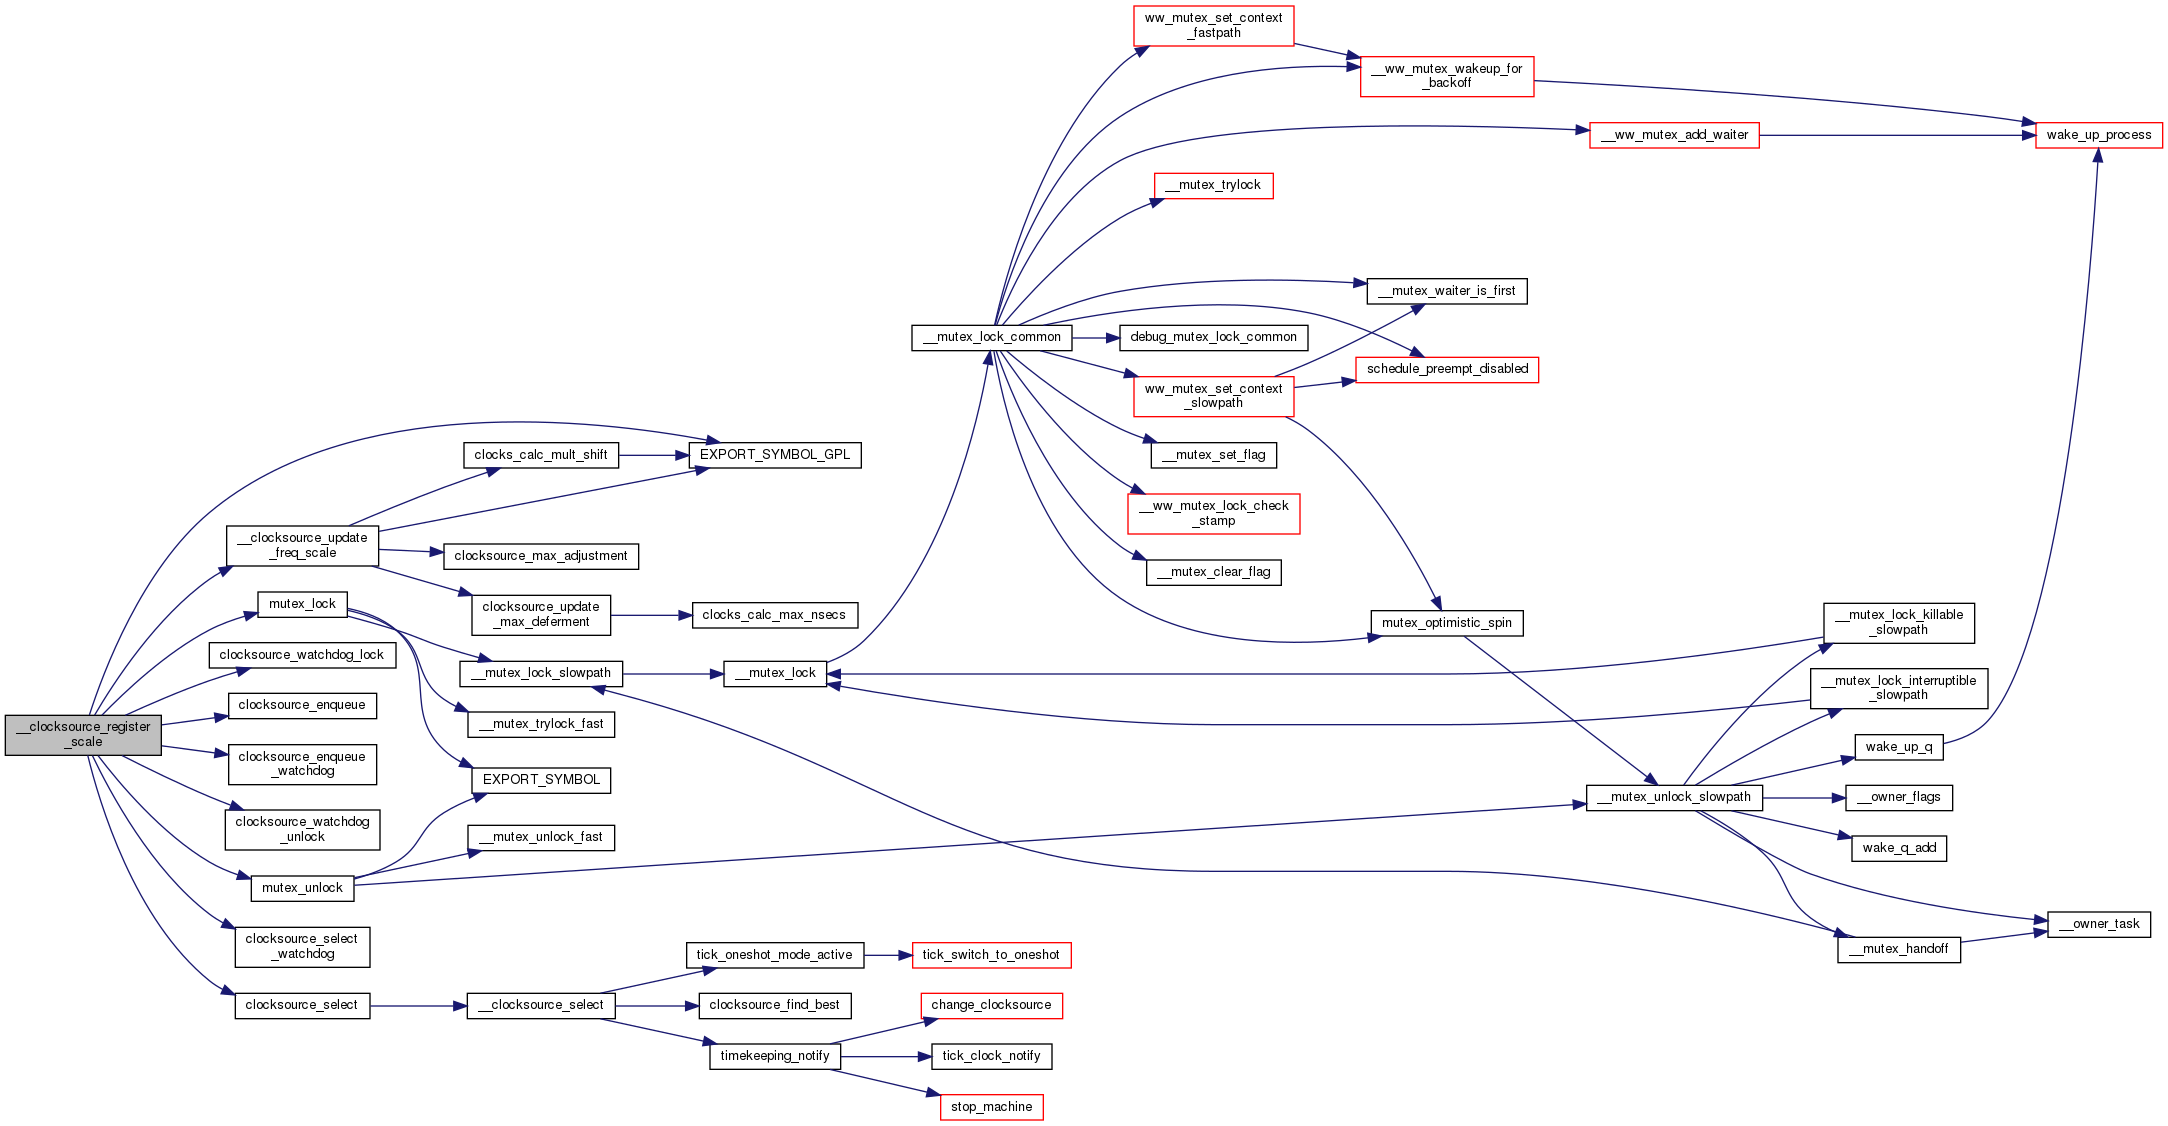 __clocksource_register
_scale
__clocksource_update
_freq_scale
mutex_lock
clocksource_watchdog_lock
clocksource_enqueue
clocksource_enqueue
_watchdog
clocksource_watchdog
_unlock
mutex_unlock
clocksource_select
_watchdog
clocksource_select
clocks_calc_mult_shift
clocksource_max_adjustment
clocksource_update
_max_deferment
__mutex_lock_slowpath
__mutex_trylock_fast
EXPORT_SYMBOL
__mutex_unlock_fast
__clocksource_select
EXPORT_SYMBOL_GPL
clocks_calc_max_nsecs
__mutex_lock
tick_oneshot_mode_active
clocksource_find_best
timekeeping_notify
__mutex_lock_common
tick_switch_to_oneshot
change_clocksource
tick_clock_notify
stop_machine
ww_mutex_set_context
_fastpath
__mutex_trylock
debug_mutex_lock_common
ww_mutex_set_context
_slowpath
__mutex_set_flag
__ww_mutex_lock_check
_stamp
__mutex_clear_flag
__ww_mutex_wakeup_for
_backoff
__mutex_waiter_is_first
schedule_preempt_disabled
mutex_optimistic_spin
__ww_mutex_add_waiter
__mutex_unlock_slowpath
__mutex_lock_killable
_slowpath
__mutex_lock_interruptible
_slowpath
wake_up_q
__owner_flags
wake_q_add
__mutex_handoff
wake_up_process
__owner_task